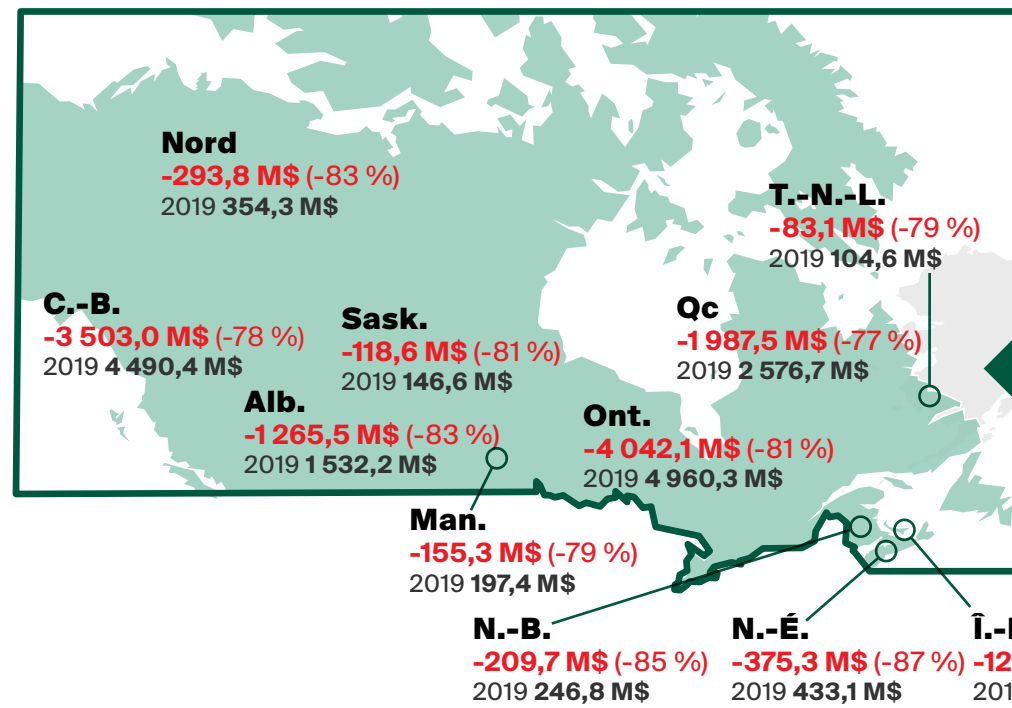 Nord
-293,8 M$ (-83 %)
2019 354,3 M$
T.-N.-L.
-83,1 M$ (-79 %)
2019 104,6 M$
C.-B.
-3 503,0 M$ (-78 %)
2019 4 490,4 M$
Sask.
-118,6 M$ (-81 %)
2019 146,6 M$
Qc
-1 987,5 M$ (-77 %)
2019 2 576,7 M$
Alb.
-1 265,5 M$ (-83 %)
2019 1 532,2 M$
Ont.
-4 042,1 M$ (-81 %)
2019 4 960,3 M$
Man.
-155,3 M$ (-79 %)
2019 197,4 M$
N.-B.
-209,7 M$ (-85 %)
2019 246,8 M$
N.-É.
-375,3 M$ (-87 %)
2019 433,1 M$